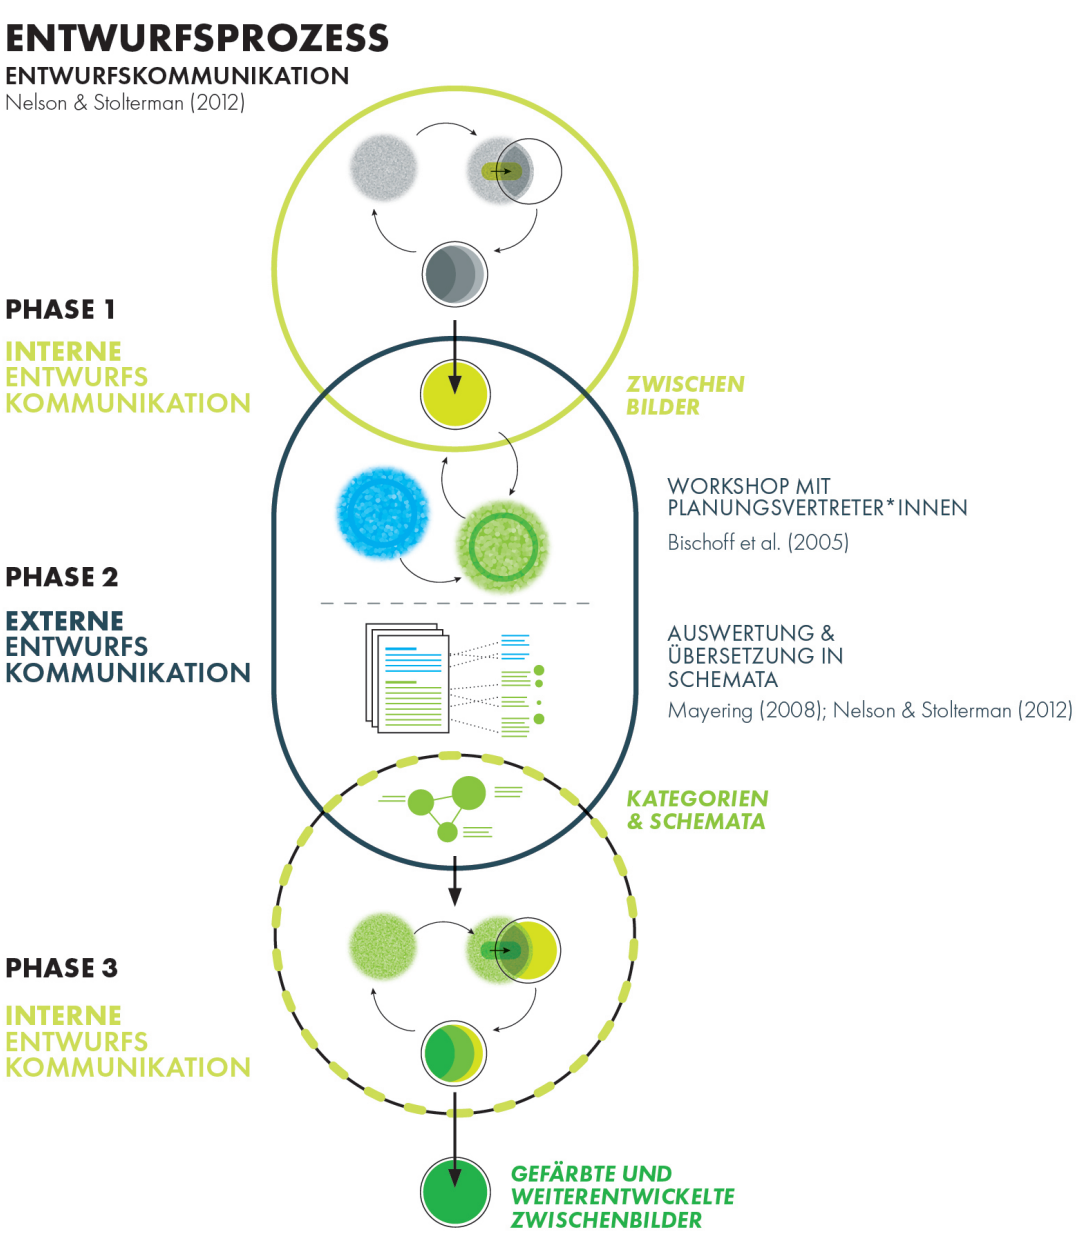 ENTWURFSPROZESS
ENTWURFSKOMMUNIKATION
Nelson & Stolterman (2012)
PHASE 1
INTERNE
ENTWURFS
KOMMUNIKATION
ZWISCHEN
BILDER
WORKSHOP MIT
PLANUNGSVERTRETER*INNEN
Bischoff et al. (2005)
PHASE 2
EXTERNE
ENTWURFS
KOMMUNIKATION
AUSWERTUNG &
ÜBERSETZUNG IN
SCHEMATA
Mayering (2008); Nelson & Stolterman (2012)
KATEGORIEN
& SCHEMATA
PHASE 3
INTERNE
ENTWURFS
KOMMUNIKATION
GEFÄRBTE UND
WEITERENTWICKELTE
ZWISCHENBILDER